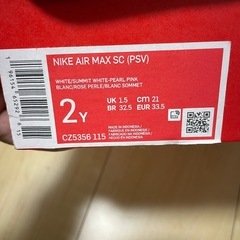 NIKE AIR MAX SC (PSV)
WHITE/SUMMIT WHITE-PEARL PINK
BLANC/ROSE PERLE/BLANC SOMMET
2Y
UK 1.5 CM 21
BR 32.5 EUR 33.5
CZ5356 115
MADE IN INDONESIA